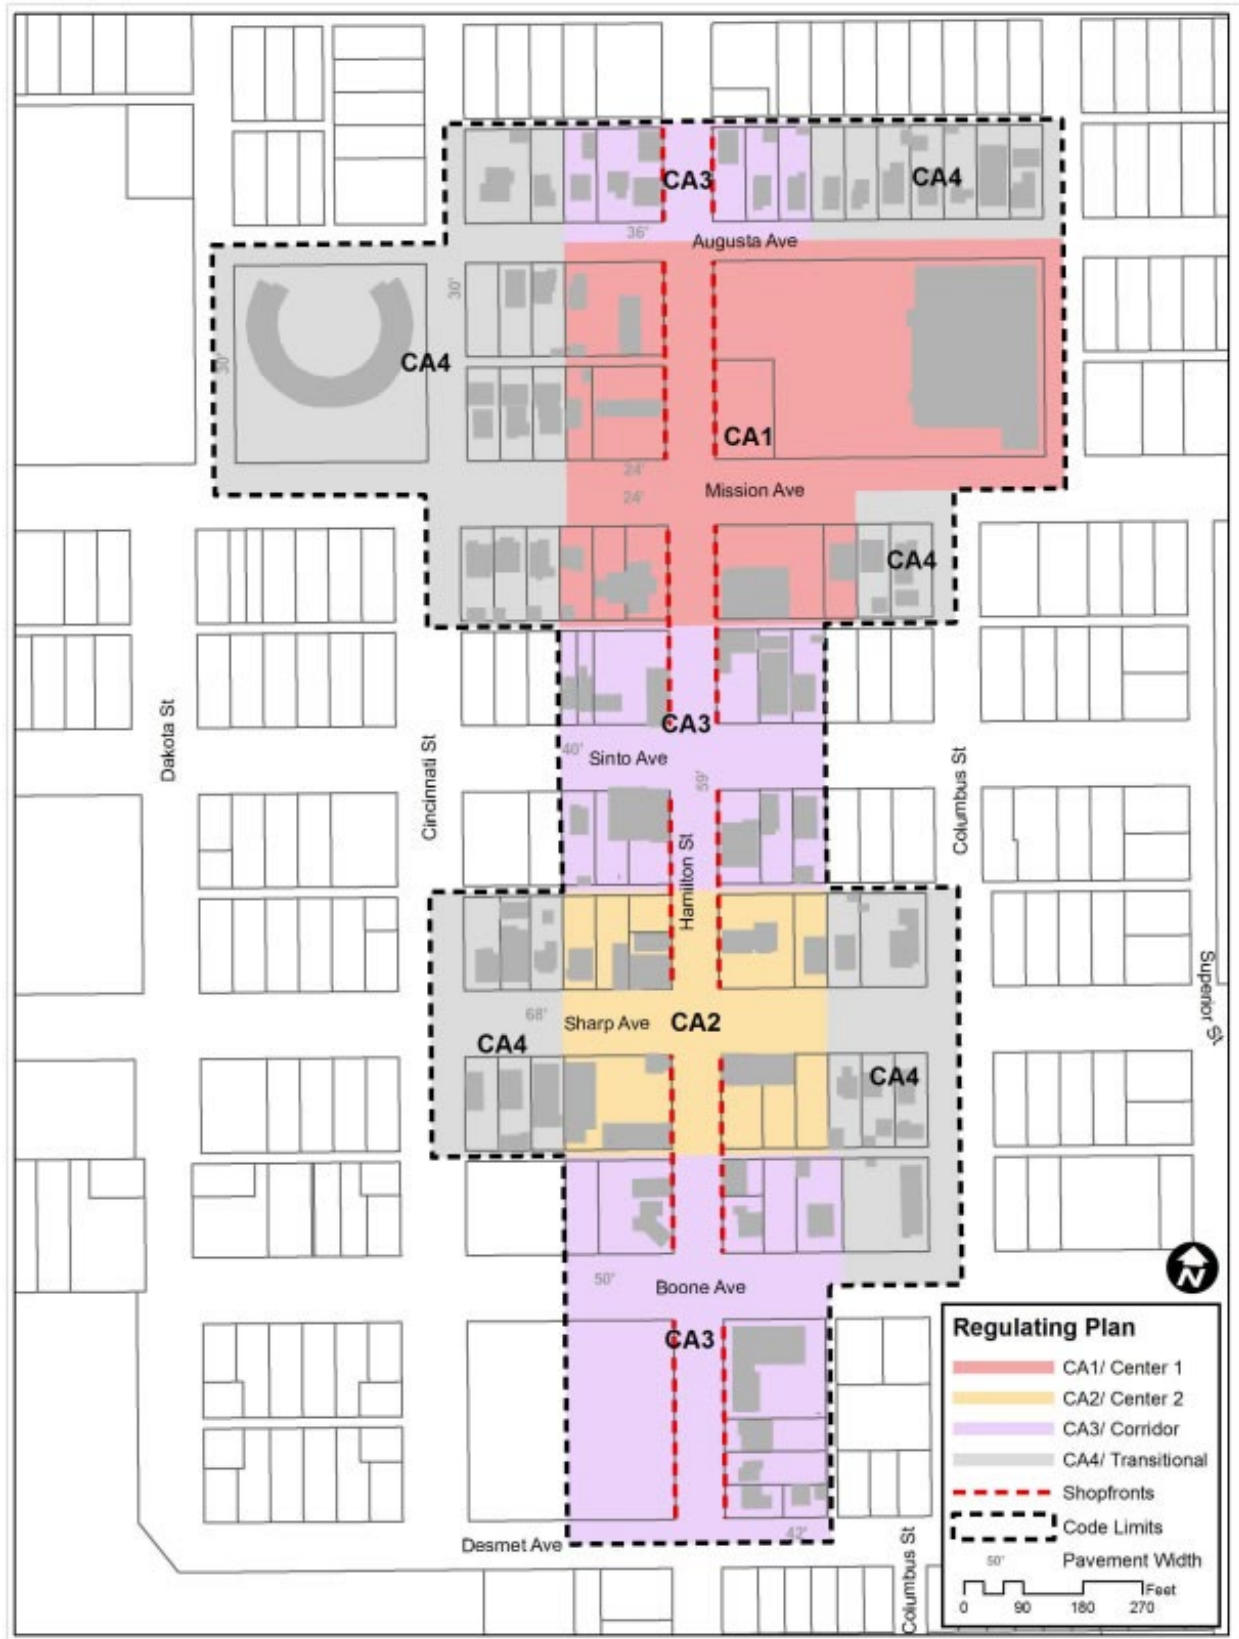 CA3
CA4
36'
Augusta Ave
30'
30'
CA4
CA1
24'
24'
Mission Ave
CA4
CA3
Dakota St
Cincinnati St
40'
Sinto Ave
59'
Columbus St
Hamilton St
68'
Sharp Ave
CA2
CA4
CA4
Superior St
50'
Boone Ave
N
CA3
Regulating Plan
CA1/ Center 1
CA2/ Center 2
CA3/ Corridor
CA4/ Transitional
Shopfronts
Code Limits
50' Pavement Width
Feet
0 90 180 270
42'
Desmet Ave
Columbus St